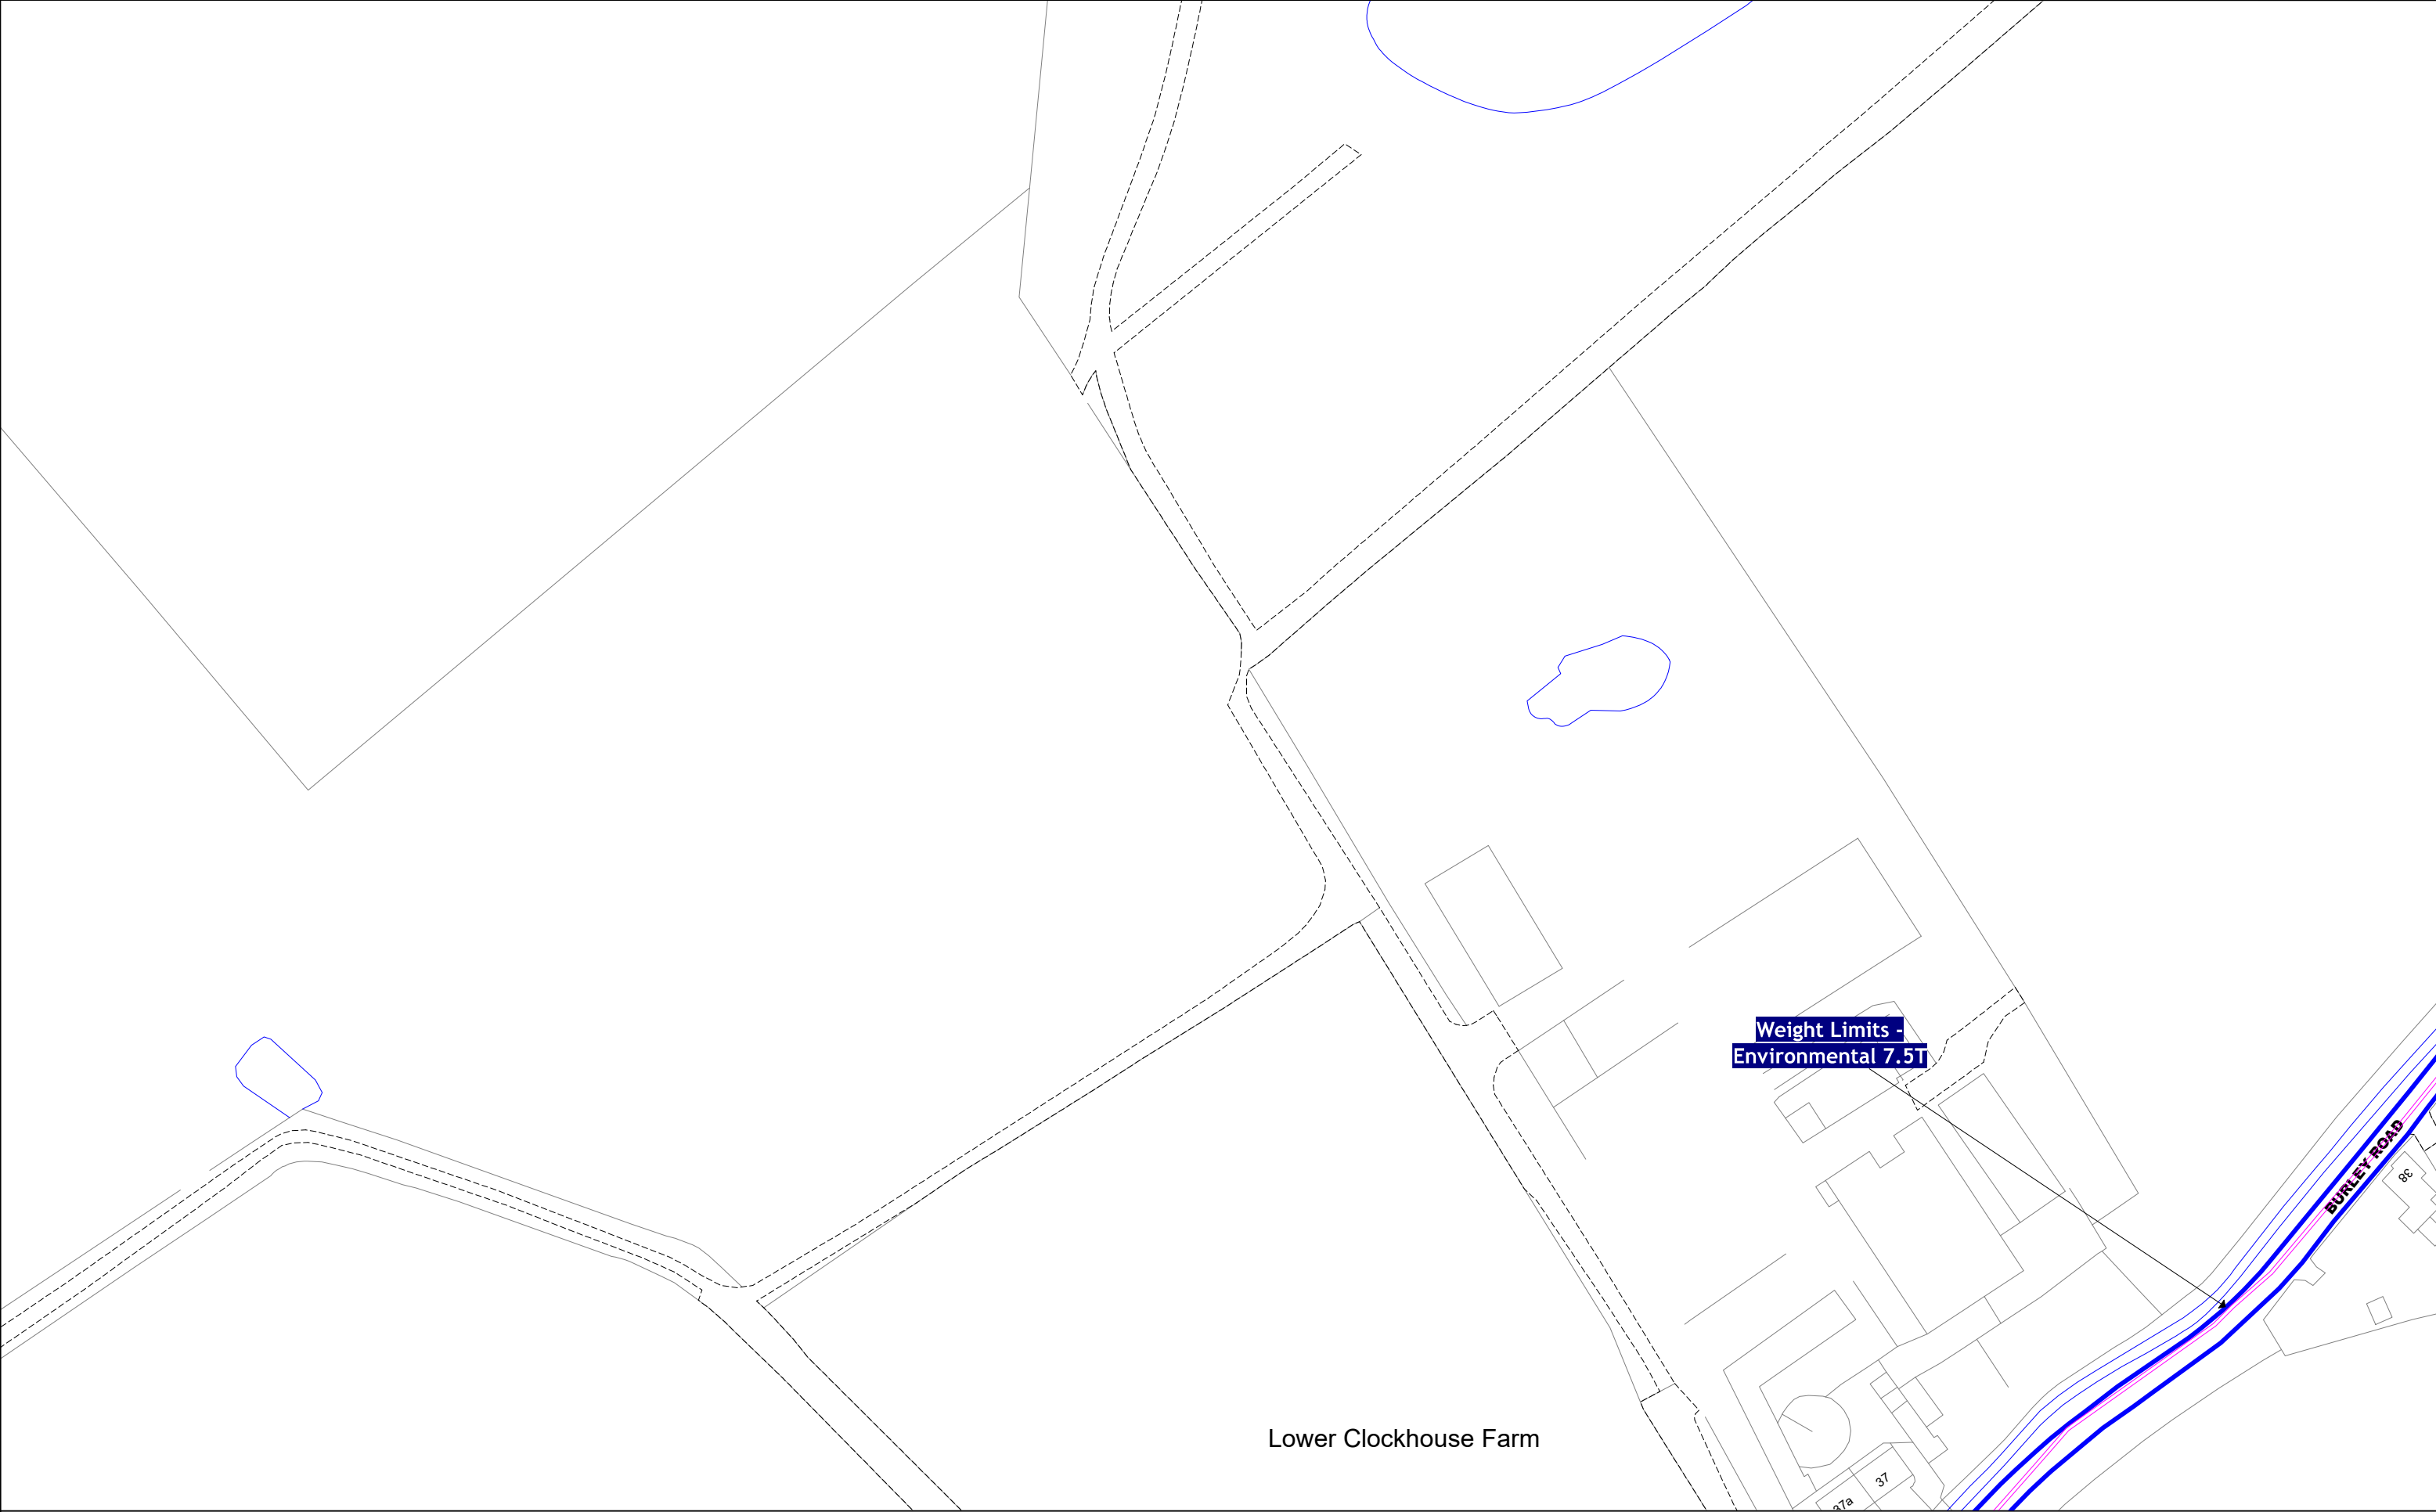 Weight Limits -
Environmental 7.5T
BURLEY ROAD
38
Lower Clockhouse Farm
37
37a